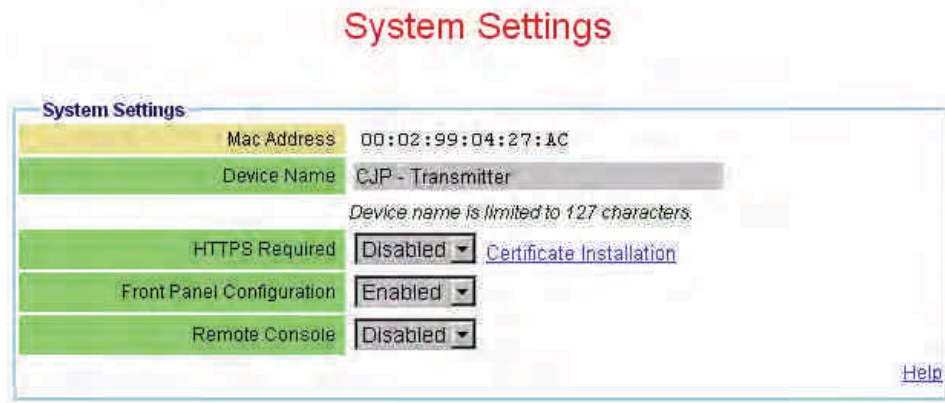 System Settings
System Settings
Mac Address 00:02:99:04:27:AC
Device Name CJP - Transmitter
Device name is limited to 127 characters.
HTTPS Required Disabled Certificate Installation
Front Panel Configuration Enabled
Remote Console Disabled
Help